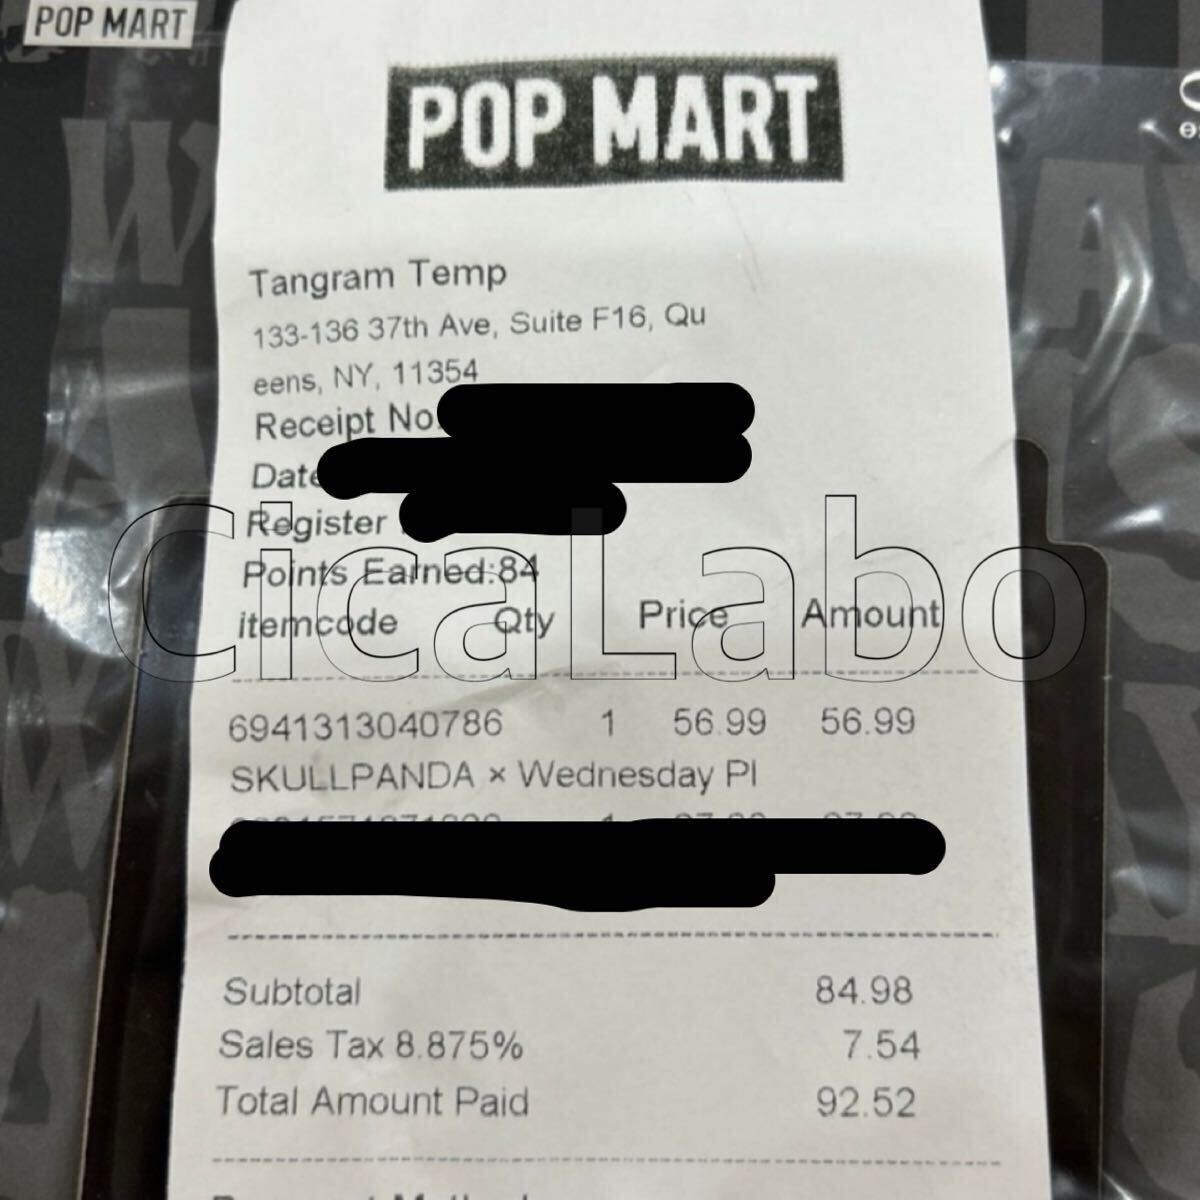 POP MART
POP MART
Tangram Temp
133-136 37th Ave, Suite F16, Qu
eens, NY, 11354
Receipt No.
Date
Register
Points Earned:84
CicaLabo
itemcode Qty Price Amount
6941313040786 1 56.99 56.99
SKULLPANDA × Wednesday Pl
Subtotal 84.98
Sales Tax 8.875% 7.54
Total Amount Paid 92.52